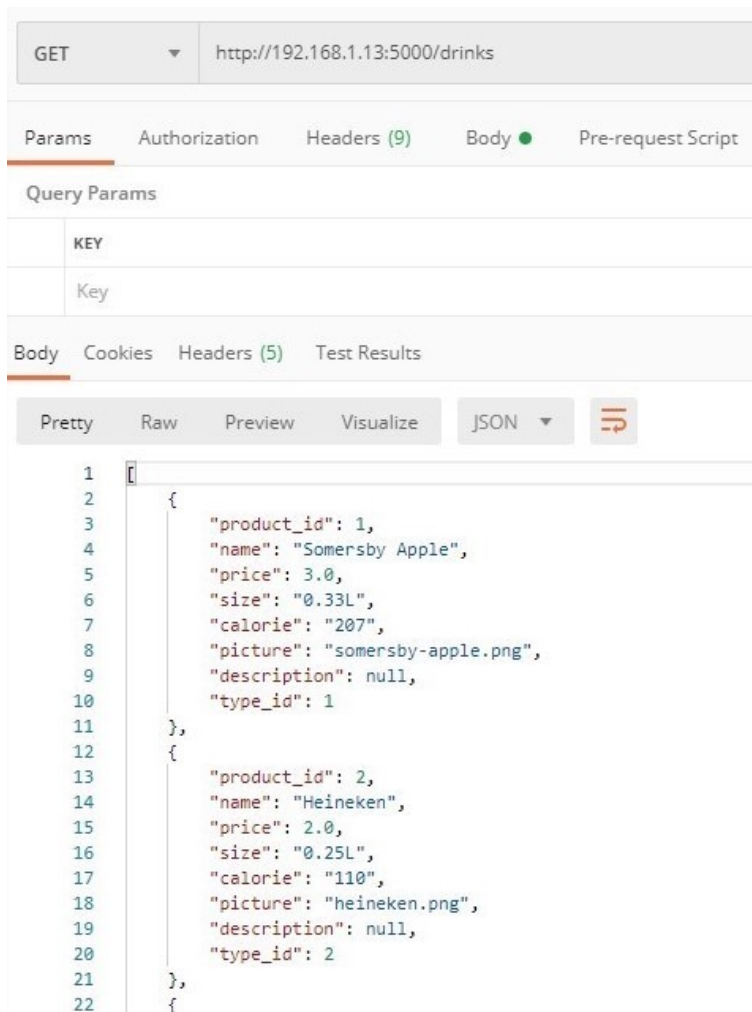 GET http://192.168.1.13:5000/drinks
Params Authorization Headers (9) Body Pre-request Script
Query Params
KEY
Key
Body Cookies Headers (5) Test Results
Pretty Raw Preview Visualize JSON
1 [
2 {
3 "product_id": 1,
4 "name": "Somersby Apple",
5 "price": 3.0,
6 "size": "0.33L",
7 "calorie": "207",
8 "picture": "somersby-apple.png",
9 "description": null,
10 "type_id": 1
11 },
12 {
13 "product_id": 2,
14 "name": "Heineken",
15 "price": 2.0,
16 "size": "0.25L",
17 "calorie": "110",
18 "picture": "heineken.png",
19 "description": null,
20 "type_id": 2
21 },
22 {